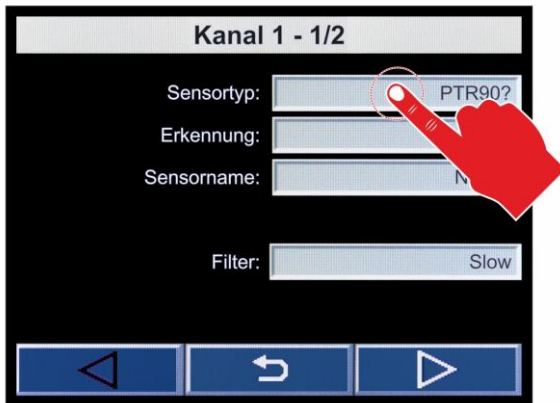 Kanal 1 - 1/2
Sensortyp: PTR90?
Erkennung:
Sensorname:
Filter: Slow